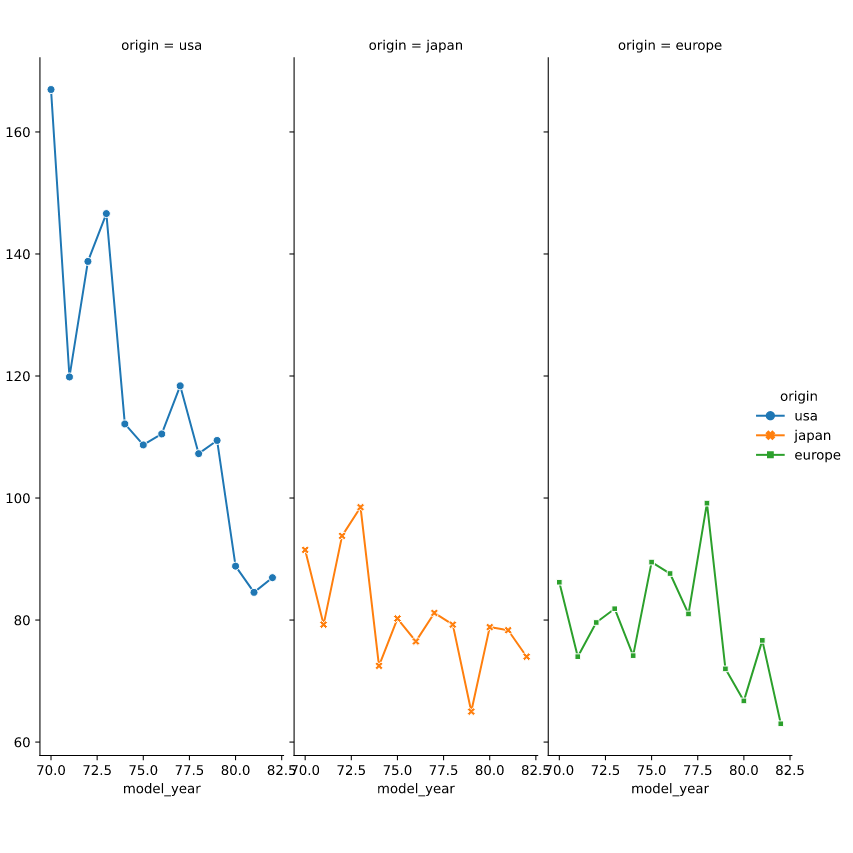 origin = usa
origin = japan
origin = europe
160
140
120
100
80
60
70.0 72.5 75.0 77.5 80.0 82.5
70.0 72.5 75.0 77.5 80.0 82.5
70.0 72.5 75.0 77.5 80.0 82.5
model_year
model_year
model_year
origin
usa
japan
europe